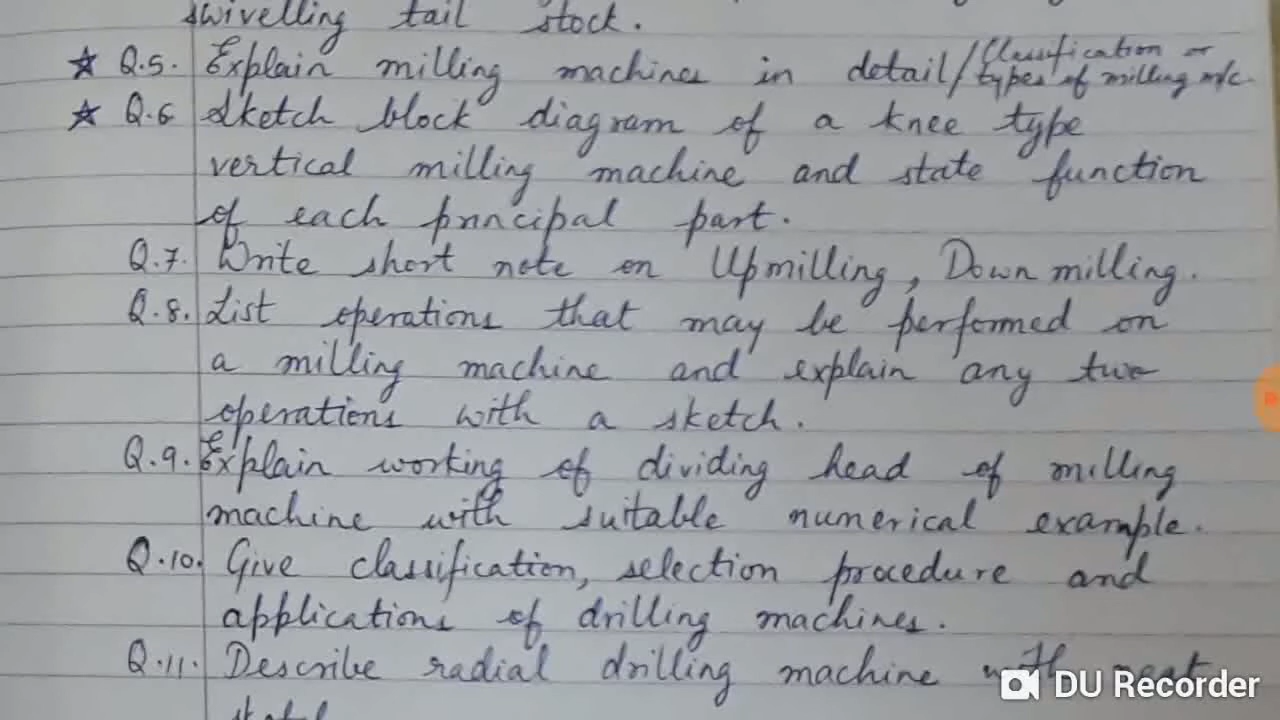 swivelling tail stock.
☆ Q.5. Explain milling machines in detail/Classification or types of milling m/c.
☆ Q.6 Sketch block diagram of a knee type
vertical milling machine and state function
of each principal part.
Q.7. Write short note on Upmilling, Down milling.
Q.8. List operations that may be performed on
a milling machine and explain any two
operations with a sketch.
Q.9. Explain working of dividing head of milling
machine with suitable numerical example.
Q.10. Give classification, selection procedure and
applications of drilling machines.
Q.11. Describe radial drilling machine with neat
DU Recorder